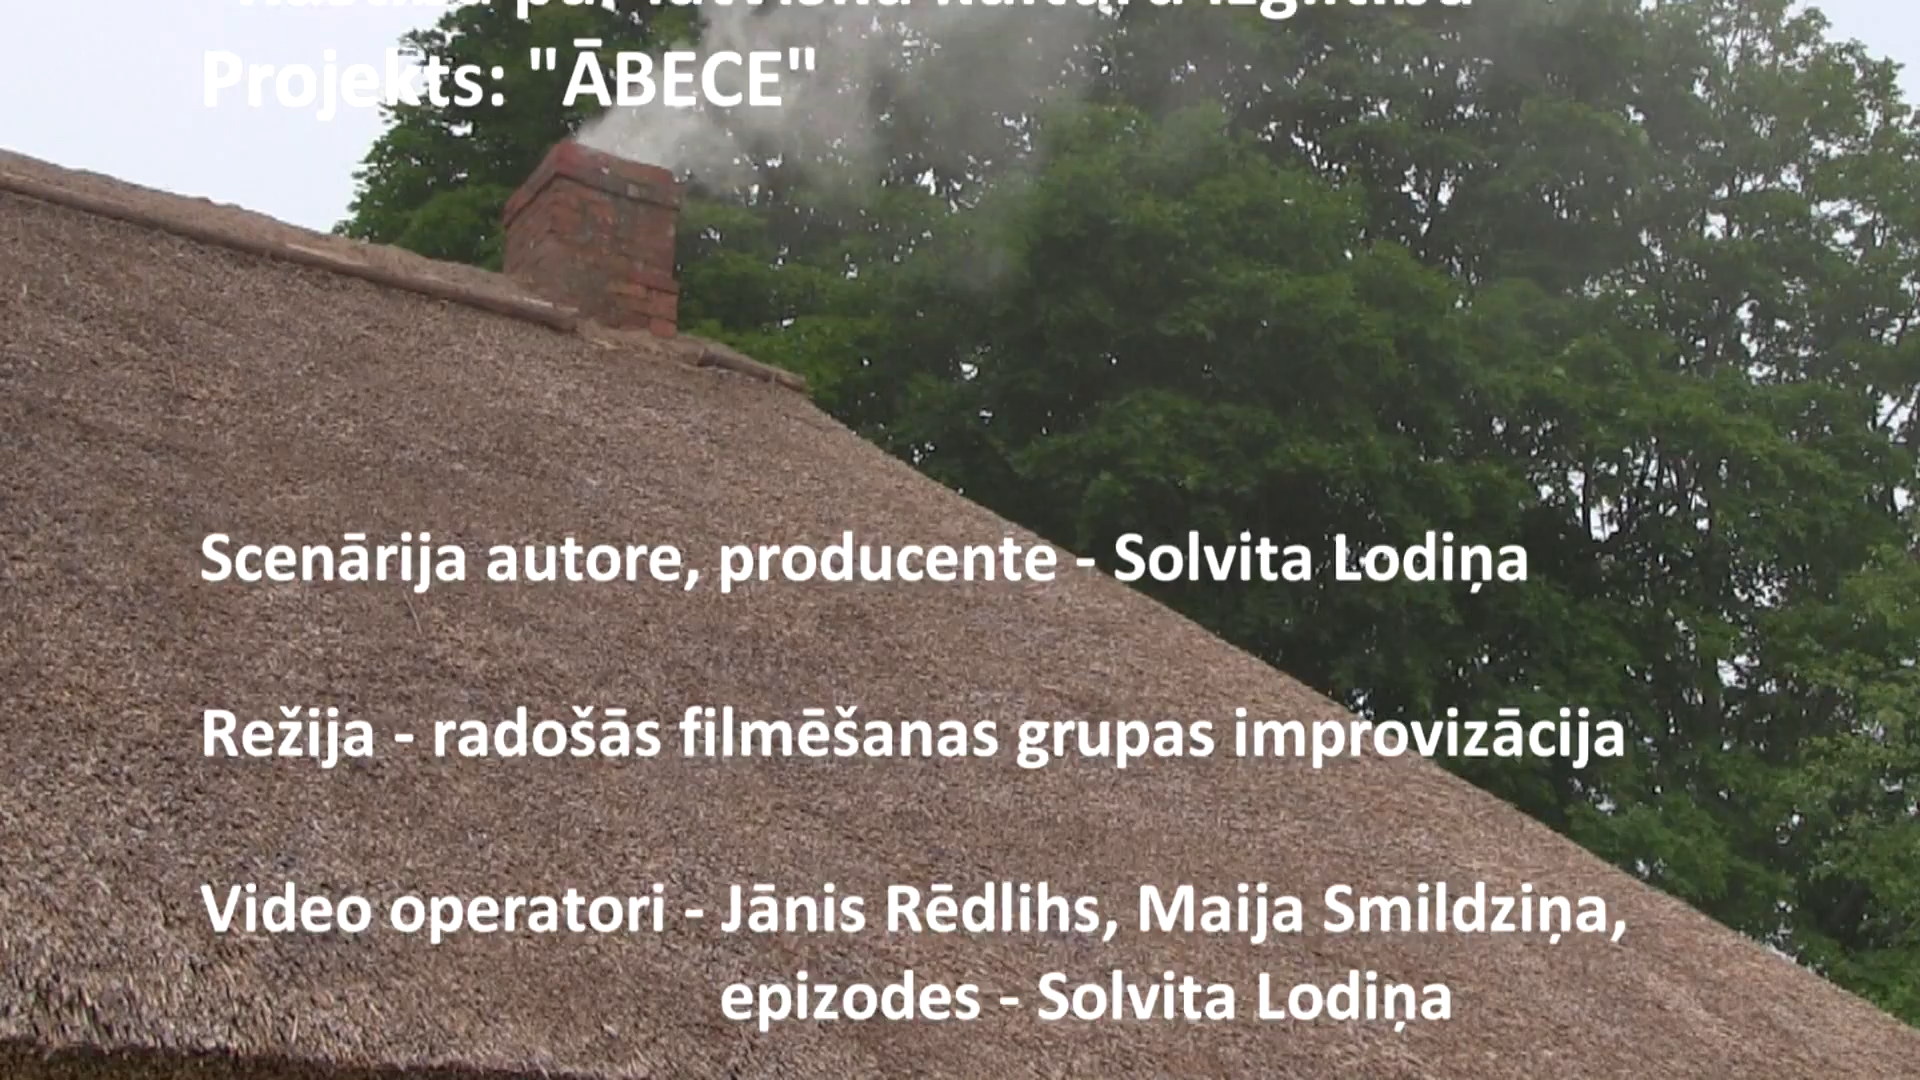 izglītība
Projekts: "ĀBECE"
Scenārija autore, producente - Solvita Lodiņa
Režija - radošās filmēšanas grupas improvizācija
Video operatori - Jānis Rēdlihs, Maija Smildziņa,
epizodes - Solvita Lodiņa